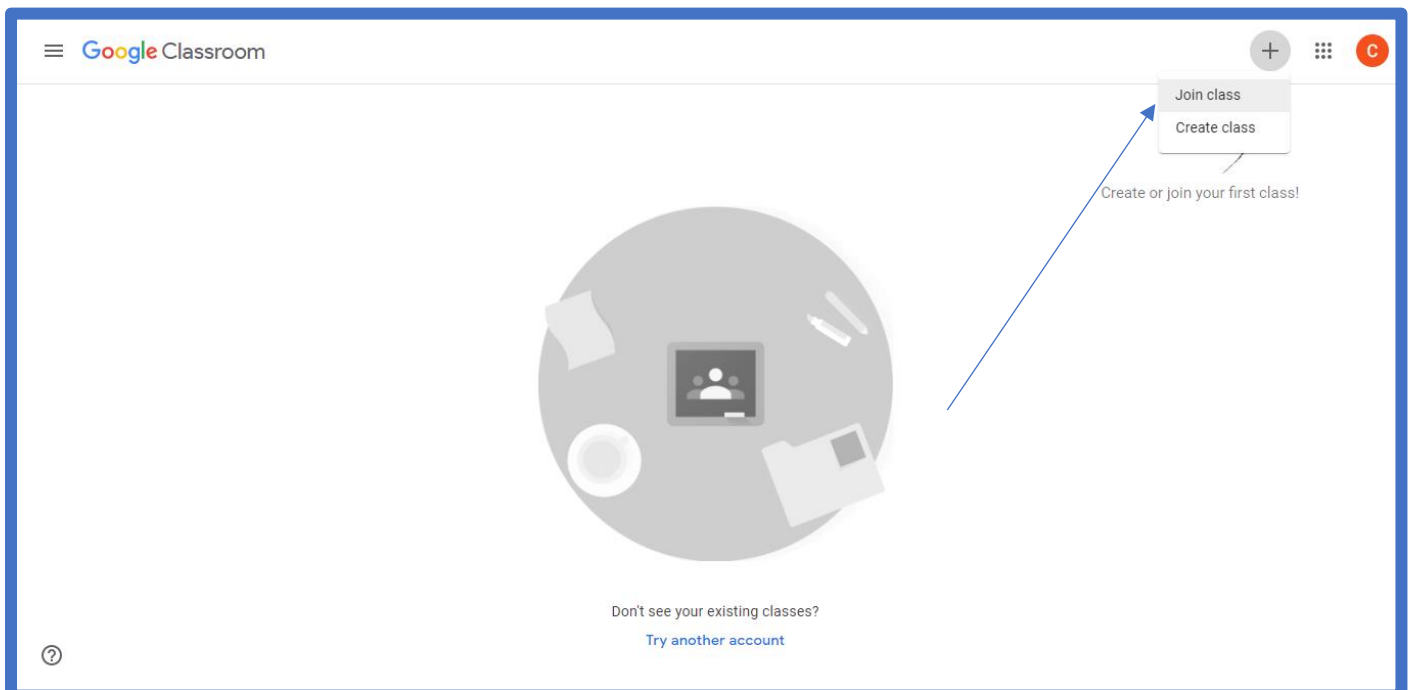 Google Classroom
C
Join class
Create class
Create or join your first class!
Don't see your existing classes?
Try another account